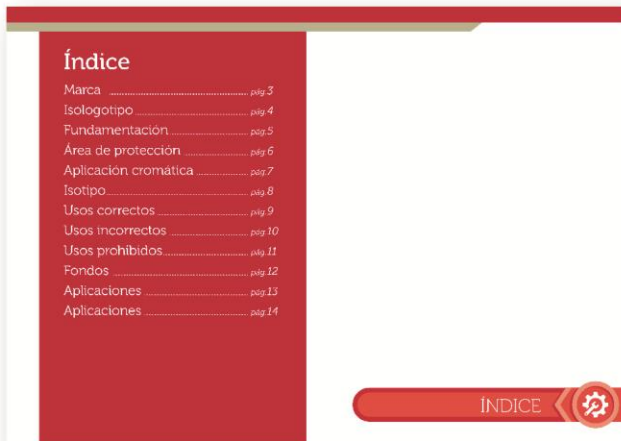 Índice
Marca ........ pág.3
Isologotipo ........ pág.4
Fundamentación ........ pág.5
Área de protección ........ pág.6
Aplicación cromática ........ pág.7
Isotipo ........ pág.8
Usos correctos ........ pág.9
Usos incorrectos ........ pág.10
Usos prohibidos ........ pág.11
Fondos ........ pág.12
Aplicaciones ........ pág.13
Aplicaciones ........ pág.14
ÍNDICE